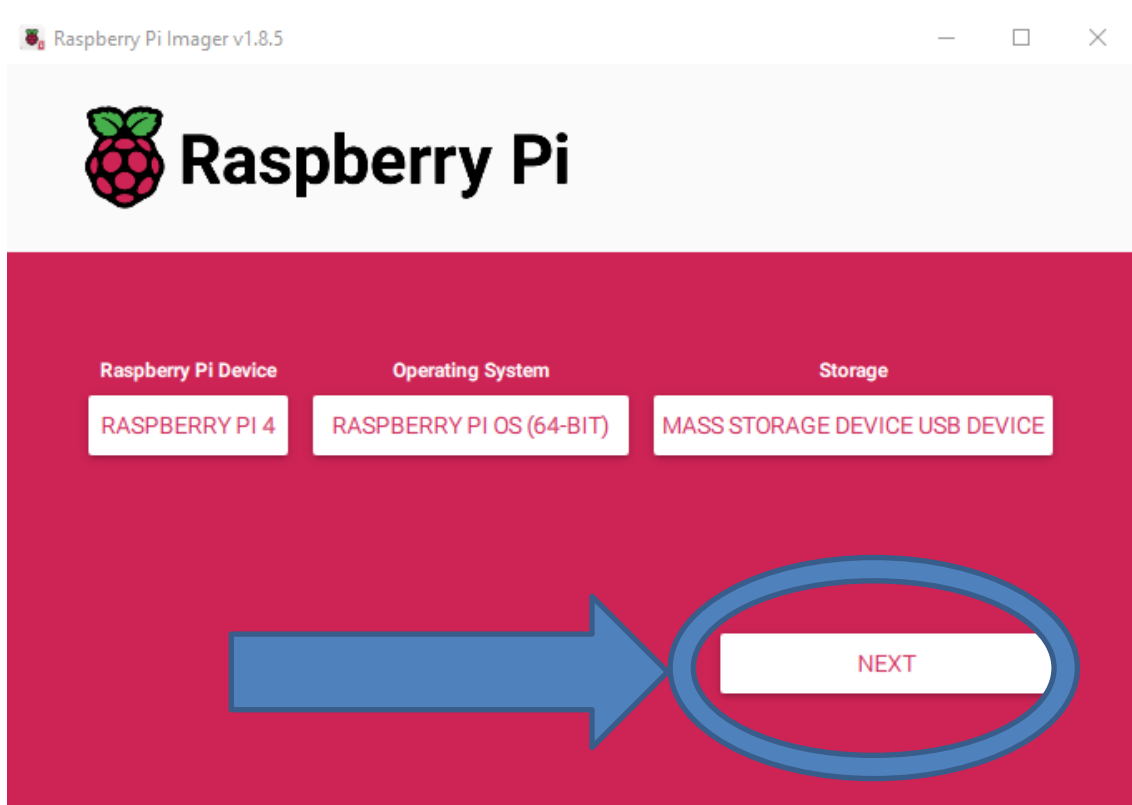 Raspberry Pi Imager v1.8.5
Raspberry Pi
Raspberry Pi Device Operating System Storage
RASPBERRY PI 4 RASPBERRY PI OS (64-BIT) MASS STORAGE DEVICE USB DEVICE
NEXT